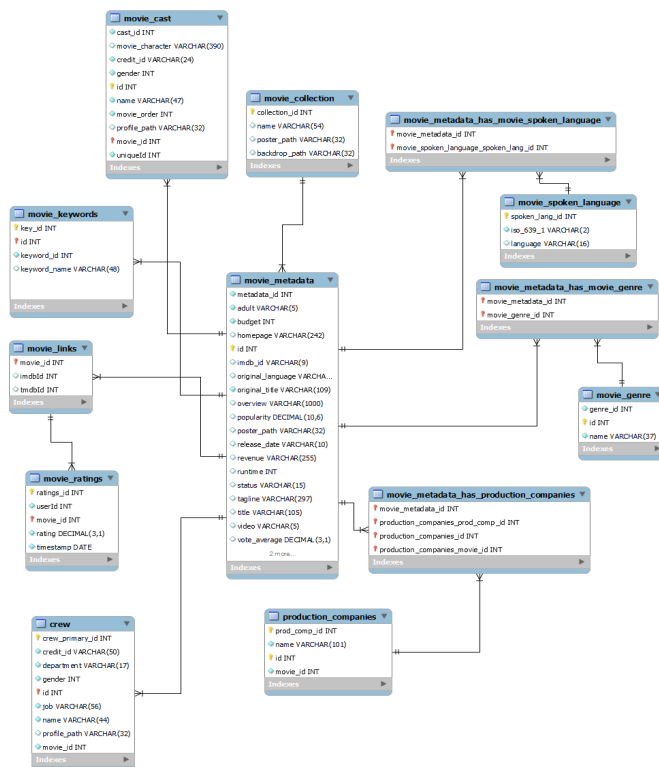 movie_cast
cast_id INT
movie_character VARCHAR(390)
credit_id VARCHAR(24)
gender INT
id INT
name VARCHAR(47)
movie_order INT
profile_path VARCHAR(32)
movie_id INT
uniqueId INT
Indexes
movie_collection
collection_id INT
name VARCHAR(54)
poster_path VARCHAR(32)
backdrop_path VARCHAR(32)
Indexes
movie_metadata_has_movie_spoken_language
movie_metadata_id INT
movie_spoken_language_spoken_lang_id INT
Indexes
movie_spoken_language
spoken_lang_id INT
iso_639_1 VARCHAR(2)
language VARCHAR(16)
Indexes
movie_keywords
key_id INT
id INT
keyword_id INT
keyword_name VARCHAR(48)
Indexes
movie_metadata
metadata_id INT
adult VARCHAR(5)
budget INT
homepage VARCHAR(242)
id INT
imdb_id VARCHAR(9)
original_language VARCHA...
original_title VARCHAR(109)
overview VARCHAR(1000)
popularity DECIMAL (10,6)
poster_path VARCHAR(32)
release_date VARCHAR(10)
revenue VARCHAR(255)
runtime INT
status VARCHAR(15)
tagline VARCHAR(297)
title VARCHAR(105)
video VARCHAR(5)
vote_average DECIMAL (3,1)
2 more...
Indexes
movie_metadata_has_movie_genre
movie_metadata_id INT
movie_genre_id INT
Indexes
movie_links
movie_id INT
imdbId INT
tmdbId INT
Indexes
movie_genre
genre_id INT
id INT
name VARCHAR(37)
Indexes
movie_ratings
ratings_id INT
userId INT
movie_id INT
rating DECIMAL(3,1)
timestamp DATE
Indexes
movie_metadata_has_production_companies
movie_metadata_id INT
production_companies_prod_comp_id INT
production_companies_id INT
production_companies_movie_id INT
Indexes
crew
crew_primary_id INT
credit_id VARCHAR(50)
department VARCHAR(17)
gender INT
id INT
job VARCHAR(56)
name VARCHAR(44)
profile_path VARCHAR(32)
movie_id INT
Indexes
production_companies
prod_comp_id INT
name VARCHAR(101)
id INT
movie_id INT
Indexes